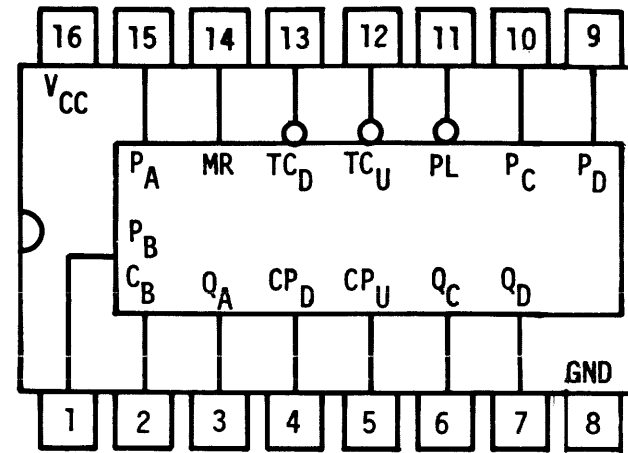 16 15 14 13 12 11 10 9
VCC
PA MR TCD TCU PL PC PD
PB
CB QA CPD CPU QC QD
GND
1 2 3 4 5 6 7 8